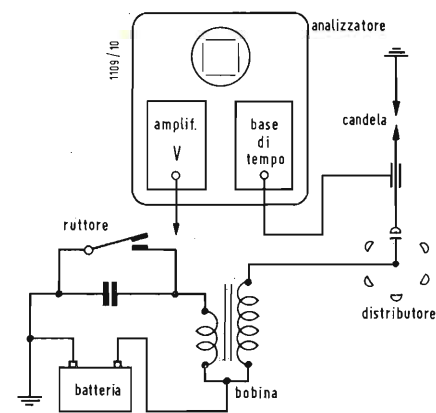 analizzatore
1109/10
amplif.
V
base
di
tempo
candela
ruttore
distributore
batteria
bobina